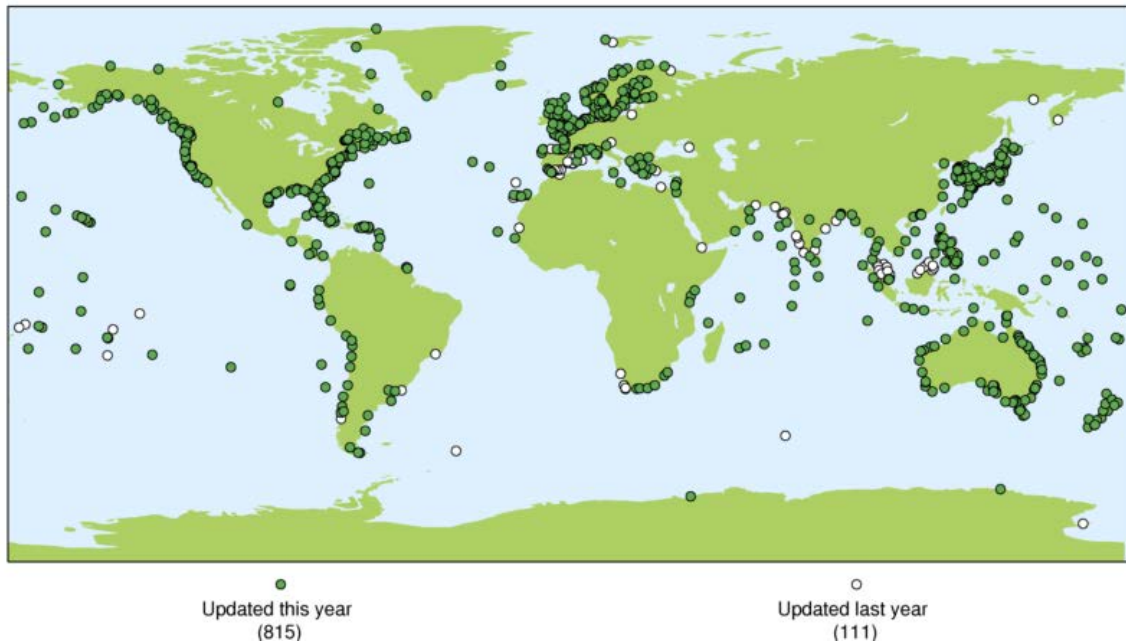 Updated this year
(815)
Updated last year
(111)